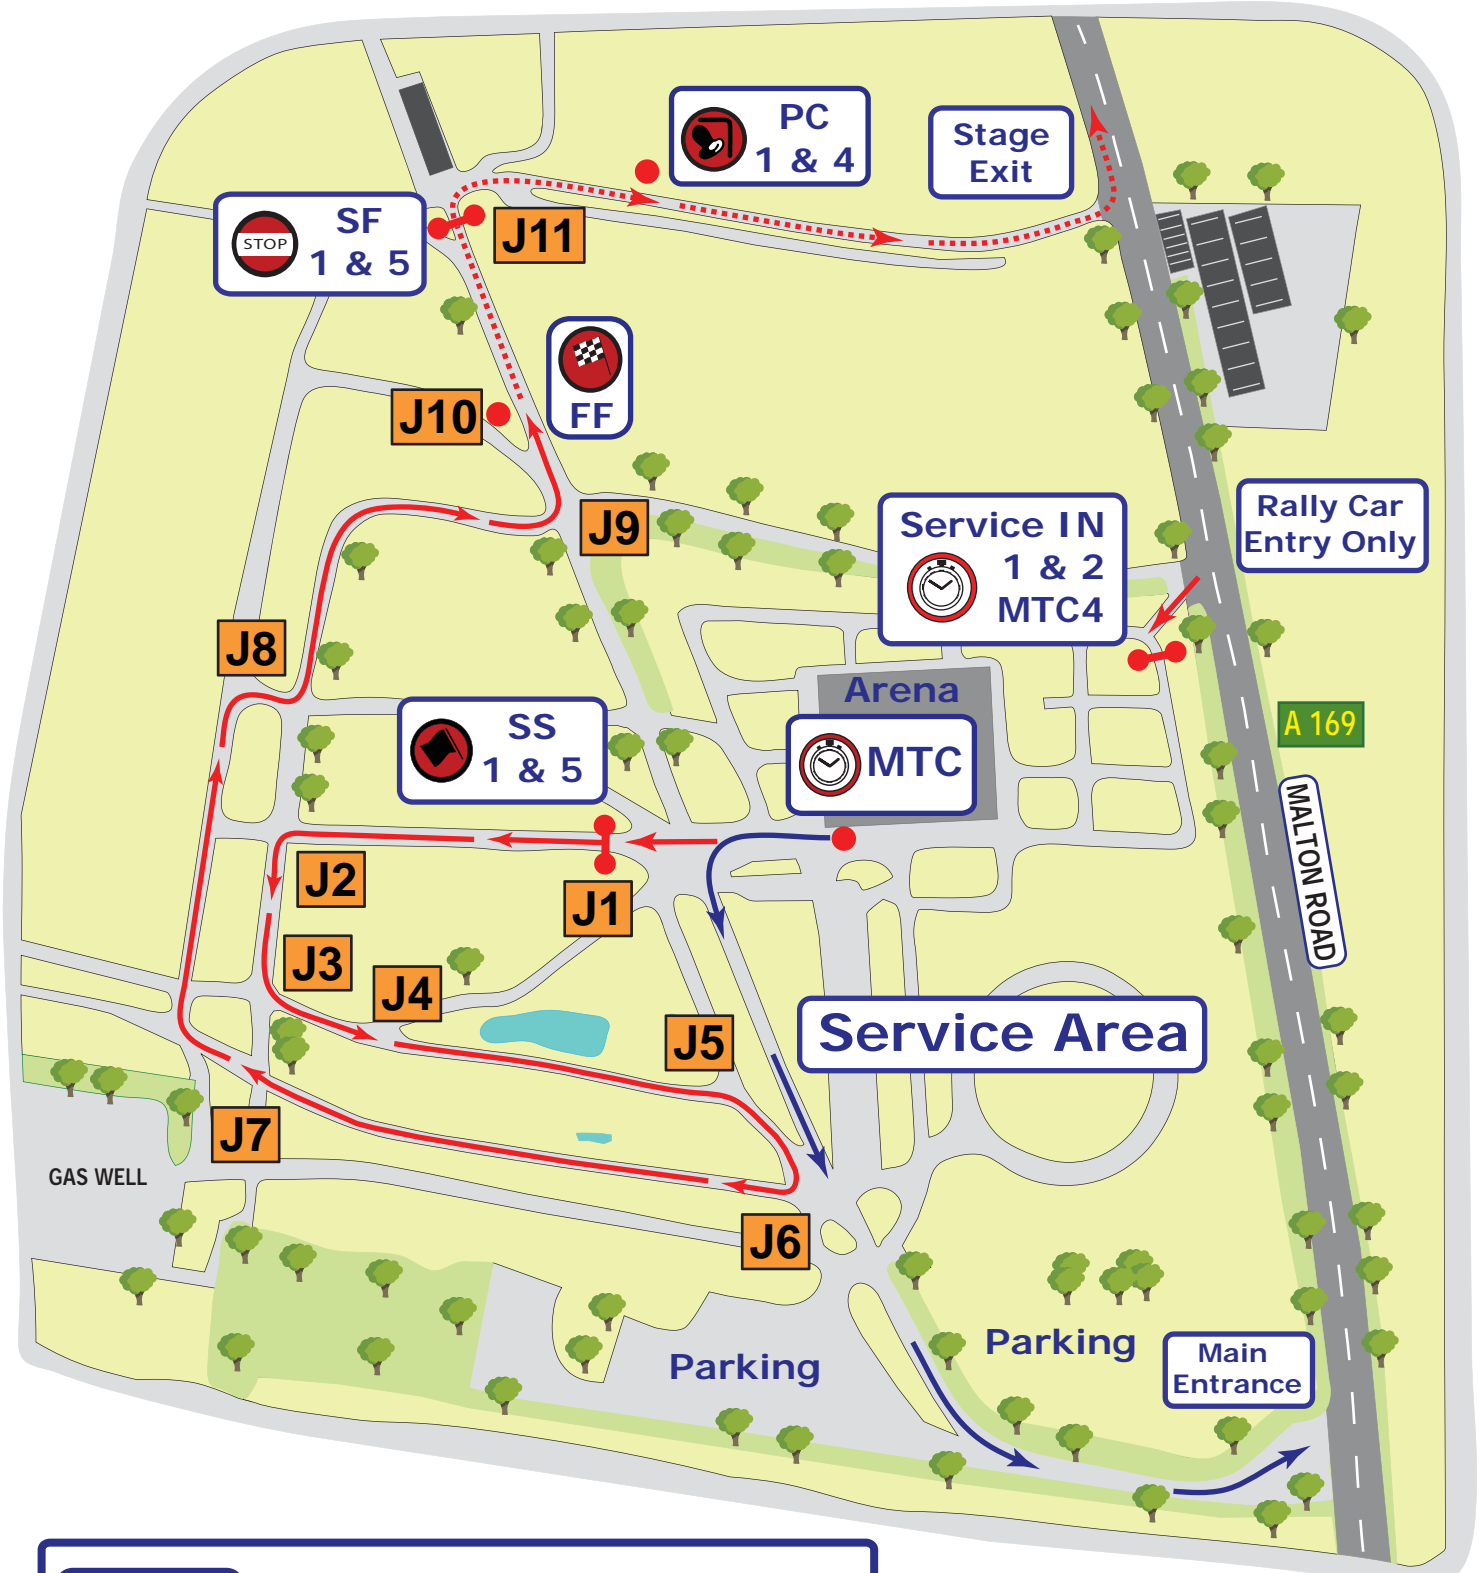 PC
1 & 4
Stage
Exit
STOP
SF
1 & 5
J11
FF
J10
J9
Service IN
1 & 2
MTC4
Rally Car
Entry Only
J8
Arena
MTC
SS
1 & 5
A 169
MALTON ROAD
J2
J1
J3
J4
J5
Service Area
J7
GAS WELL
J6
Parking
Parking
Main
Entrance